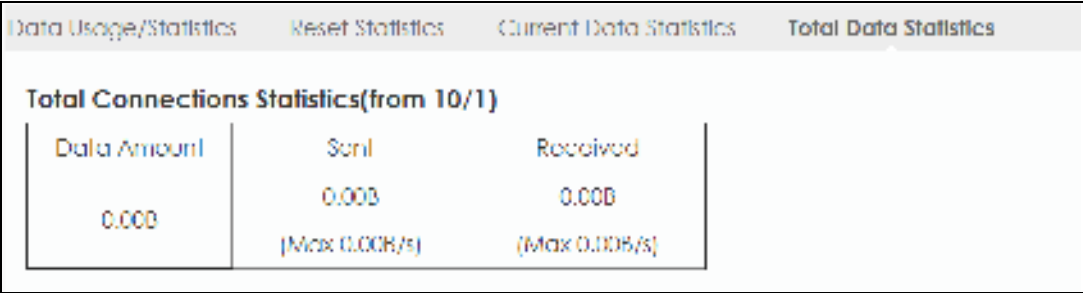 Data Usage/Statistics Reset Statistics Current Data Statistics Total Data Statistics
Total Connections Statistics(from 10/1)
Data Amount Sent Received
0.00B 0.00B 0.00B
(Max 0.00B/s) (Max 0.00B/s)